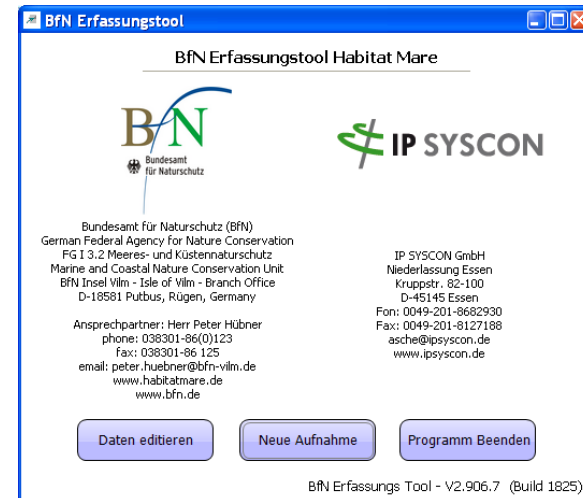 BfN Erfassungstool
BfN Erfassungstool Habitat Mare
BfN
Bundesamt
für Naturschutz
IP SYSCON
Bundesamt für Naturschutz (BfN)
German Federal Agency for Nature Conservation
FG I 3.2 Meeres- und Küstennaturschutz
Marine and Coastal Nature Conservation Unit
BfN Insel Vilm - Isle of Vilm - Branch Office
D-18581 Putbus, Rügen, Germany
Ansprechpartner: Herr Peter Hübner
phone: 038301-86(0)123
fax: 038301-86 125
email: peter.huebner@bfn-vilm.de
www.habitatmare.de
www.bfn.de
IP SYSCON GmbH
Niederlassung Essen
Kruppstr. 82-100
D-45145 Essen
Fon: 0049-201-8682930
Fax: 0049-201-8127188
asche@ipsyscon.de
www.ipsyscon.de
Daten editieren
Neue Aufnahme
Programm Beenden
BfN Erfassungs Tool - V2.906.7 (Build 1825)